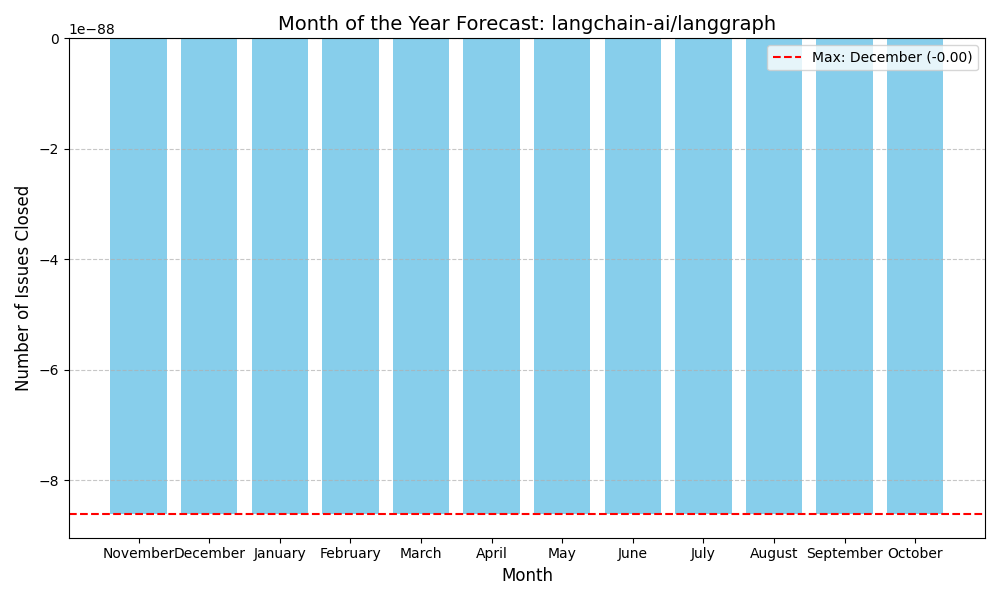 Month of the Year Forecast: langchain-ai/langgraph
1e−88
Max: December (-0.00)
0
−2
−4
−6
−8
Number of Issues Closed
November December January February March April May June July August September October
Month